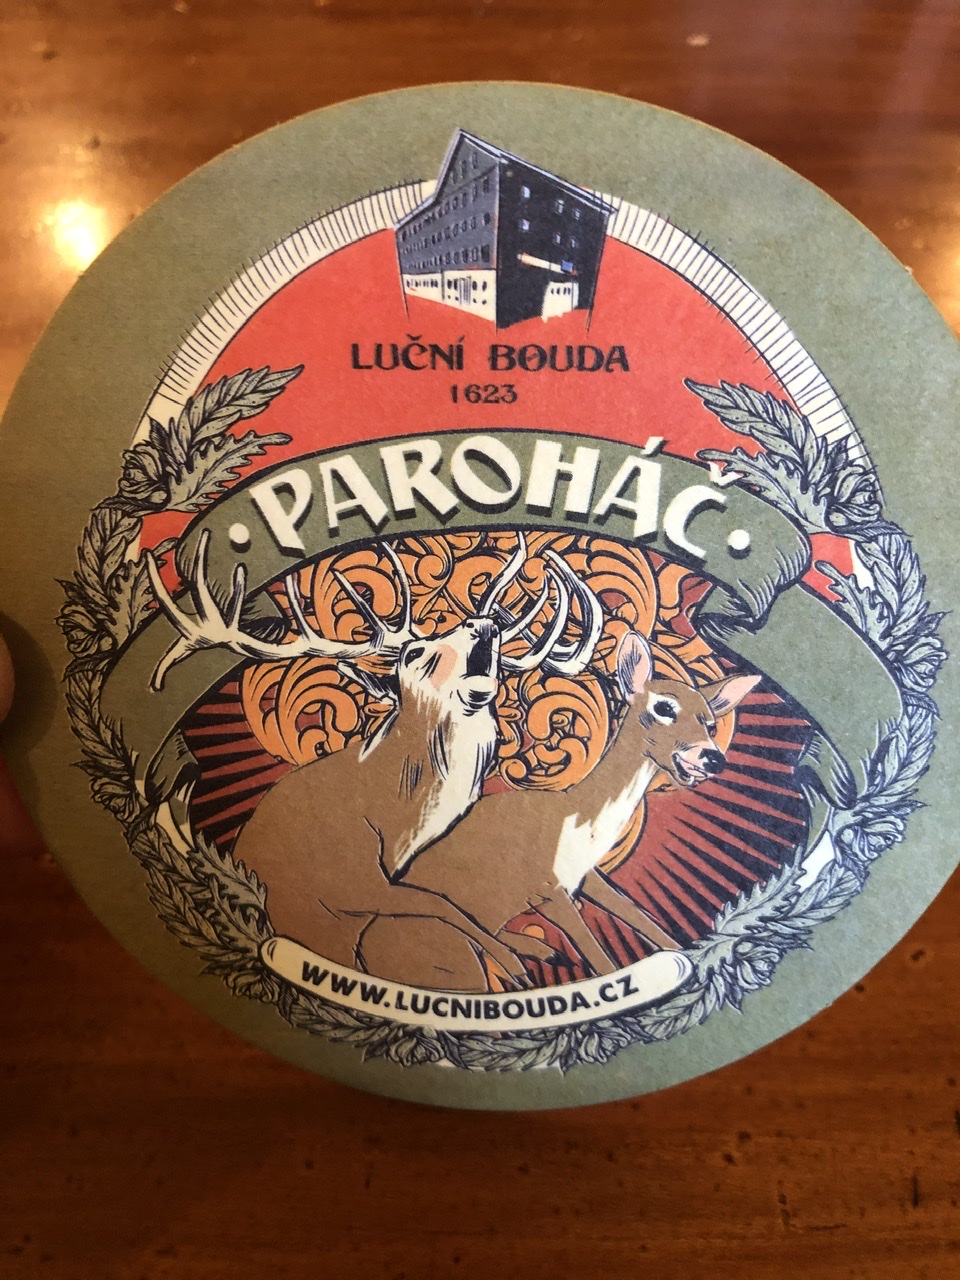 LUČNÍ BOUDA
1623
· PAROHÁČ ·
WWW.LUCNIBOUDA.CZ